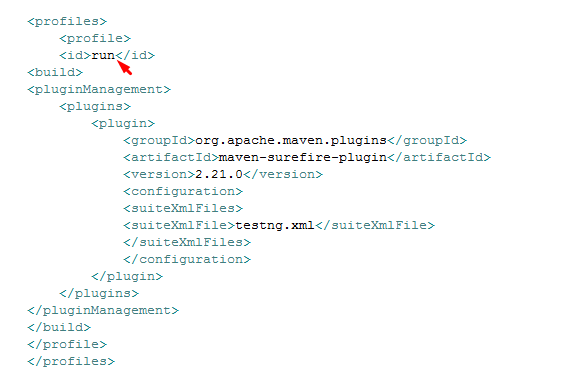 <profiles>
<profile>
<id>run</id>
<build>
<pluginManagement>
<plugins>
<plugin>
<groupId>org.apache.maven.plugins</groupId>
<artifactId>maven-surefire-plugin</artifactId>
<version>2.21.0</version>
<configuration>
<suiteXmlFiles>
<suiteXmlFile>testng.xml</suiteXmlFile>
</suiteXmlFiles>
</configuration>
</plugin>
</plugins>
</pluginManagement>
</build>
</profile>
</profiles>